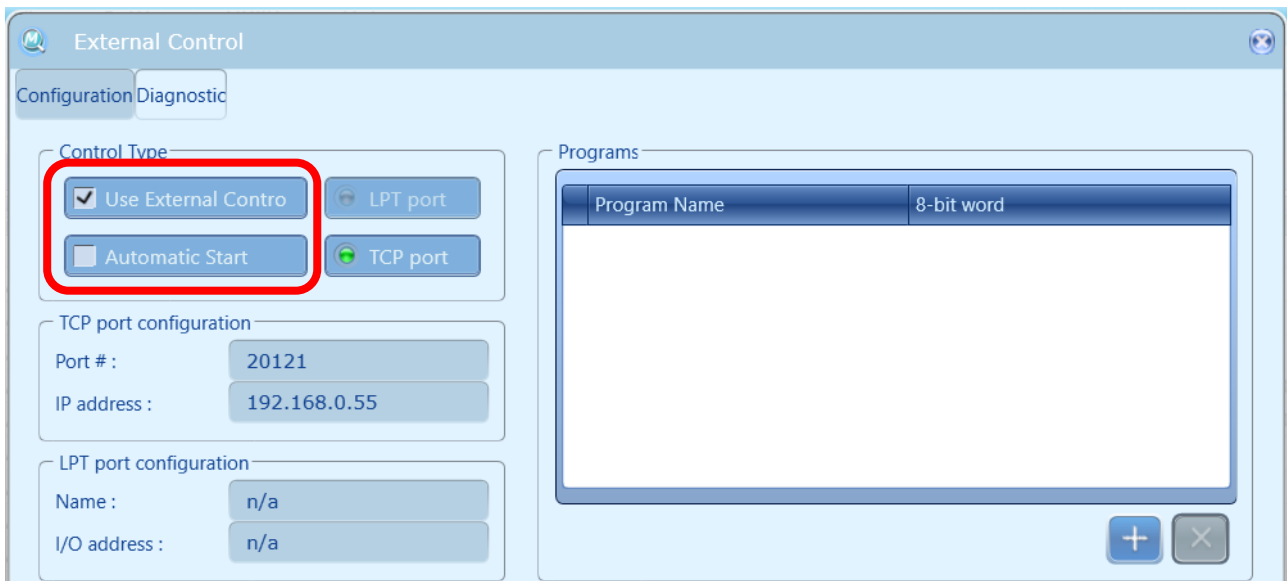 External Control
Configuration Diagnostic
Control Type
Use External Contro LPT port
Automatic Start TCP port
TCP port configuration
Port # : 20121
IP address : 192.168.0.55
LPT port configuration
Name : n/a
I/O address : n/a
Programs
Program Name 8-bit word